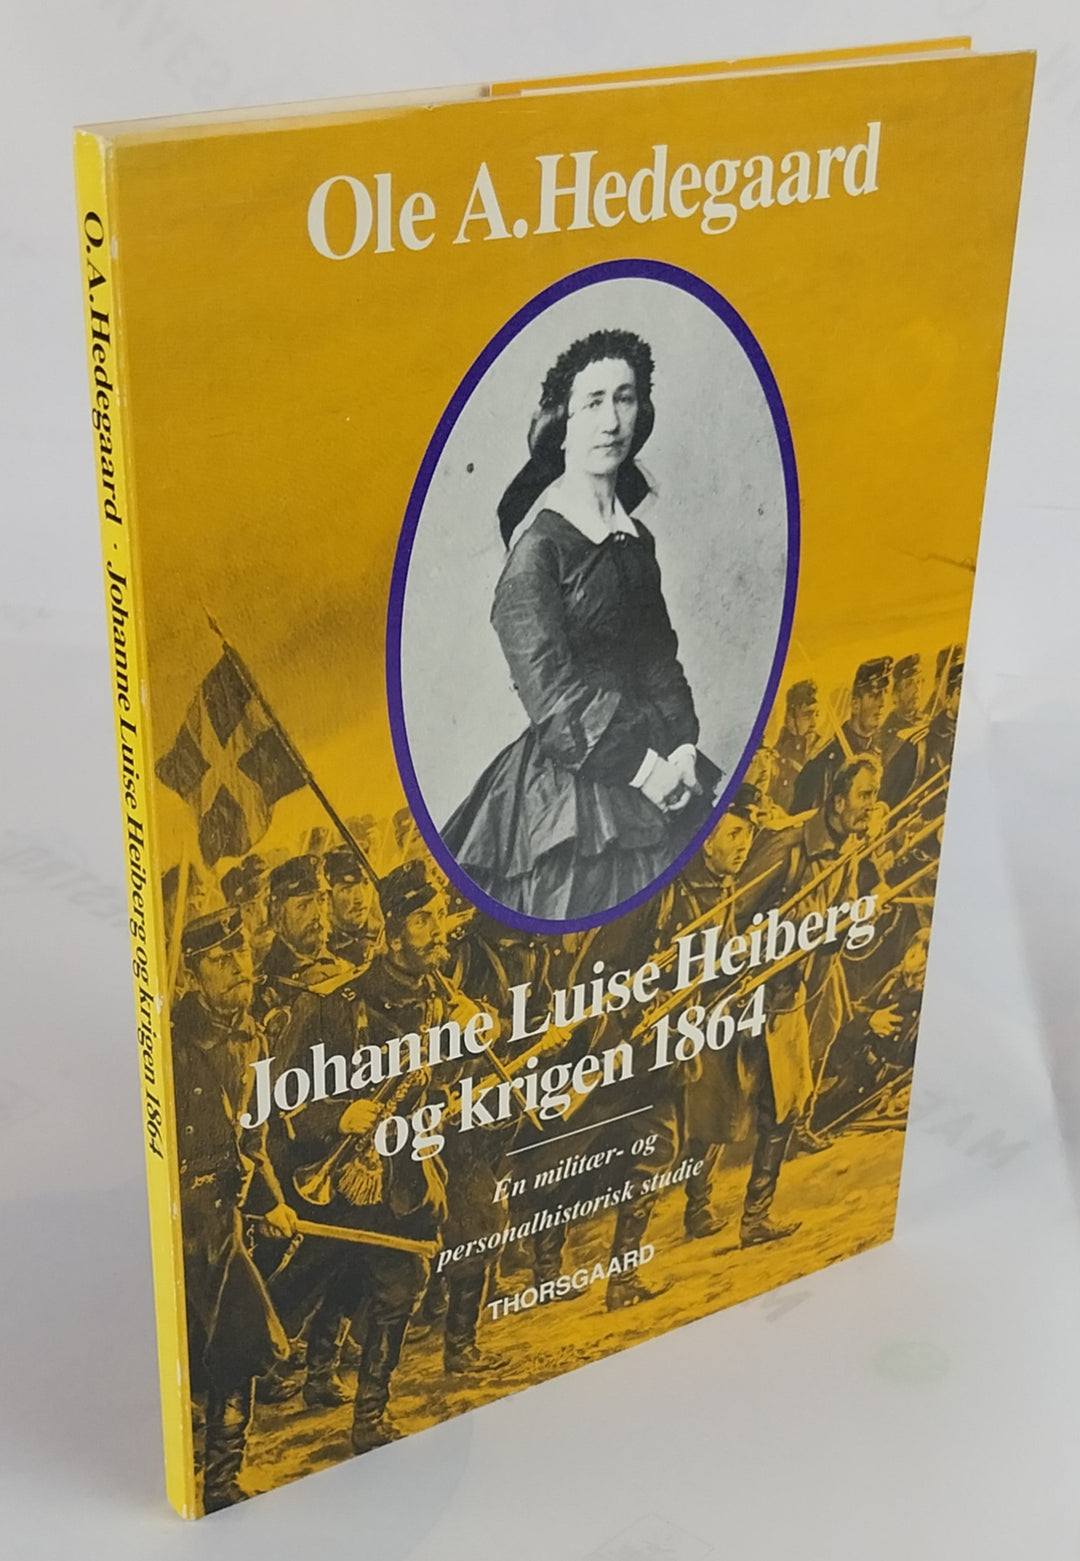 Ole A. Hedegaard
Johanne Luise Heiberg
og krigen 1864
En militær- og
personalhistorisk studie
THORSGAARD
O. A. Hedegaard · Johanne Luise Heiberg og krigen 1864